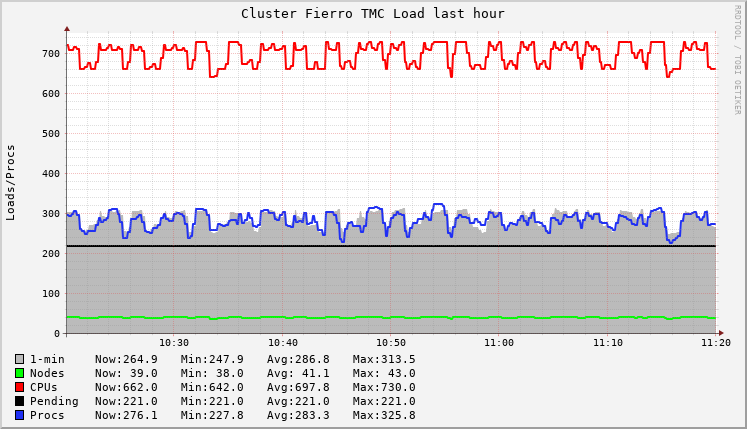 Cluster Fierro TMC Load last hour
RRDTOOL / TOBI OETIKER
Loads/Procs
700
600
500
400
300
200
100
0
10:30 10:40 10:50 11:00 11:10 11:20
1-min Now:264.9 Min:247.9 Avg:286.8 Max:313.5
Nodes Now: 39.0 Min: 38.0 Avg: 41.1 Max: 43.0
CPUs Now:662.0 Min:642.0 Avg:697.8 Max:730.0
Pending Now:221.0 Min:221.0 Avg:221.0 Max:221.0
Procs Now:276.1 Min:227.8 Avg:283.3 Max:325.8